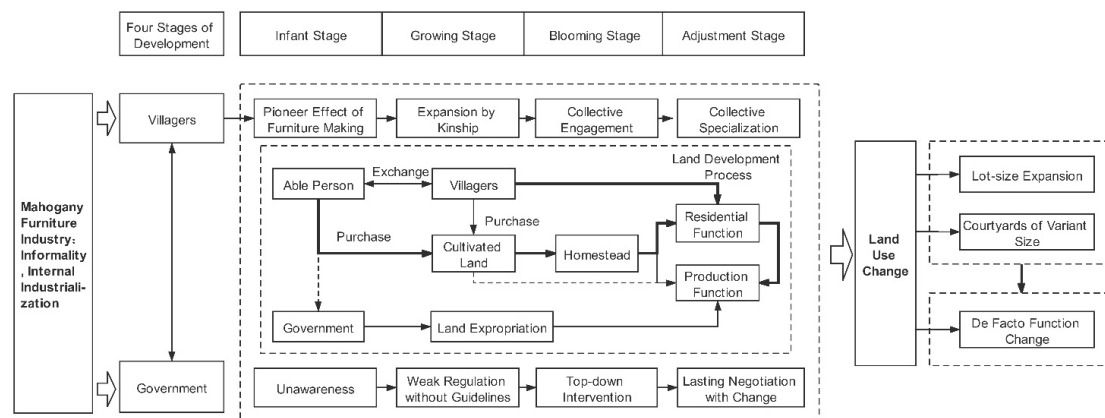 Four Stages of
Development
Infant Stage
Growing Stage
Blooming Stage
Adjustment Stage
Mahogany
Furniture
Industry:
Informality
, Internal
Industriali-
zation
Villagers
Government
Pioneer Effect of
Furniture Making
Expansion by
Kinship
Collective
Engagement
Collective
Specialization
Land Development
Process
Able Person
Exchange
Villagers
Purchase
Purchase
Cultivated
Land
Homestead
Residential
Function
Production
Function
Government
Land Expropriation
Unawareness
Weak Regulation
without Guidelines
Top-down
Intervention
Lasting Negotiation
with Change
Land
Use
Change
Lot-size Expansion
Courtyards of Variant
Size
De Facto Function
Change